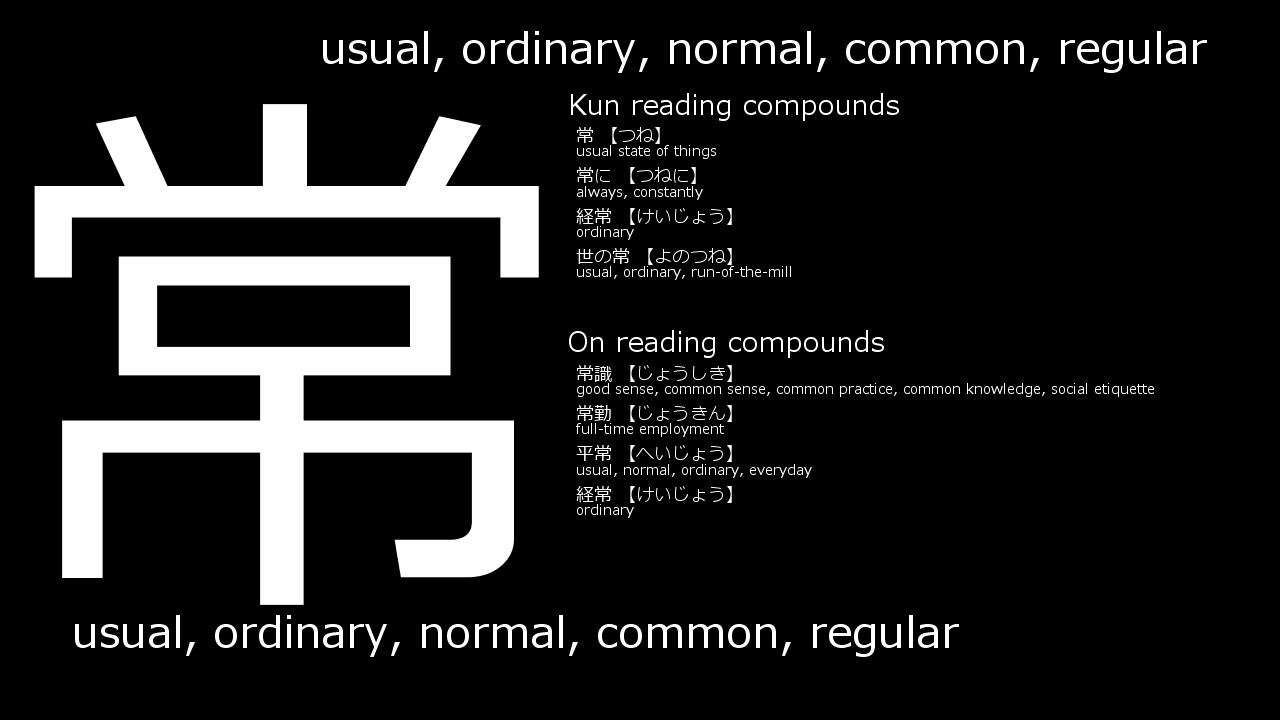 usual, ordinary, normal, common, regular
常
Kun reading compounds
常 【つね】
usual state of things
常に 【つねに】
always, constantly
経常 【けいじょう】
ordinary
世の常 【よのつね】
usual, ordinary, run-of-the-mill
On reading compounds
常識 【じょうしき】
good sense, common sense, common practice, common knowledge, social etiquette
常勤 【じょうきん】
full-time employment
平常 【へいじょう】
usual, normal, ordinary, everyday
経常 【けいじょう】
ordinary
usual, ordinary, normal, common, regular